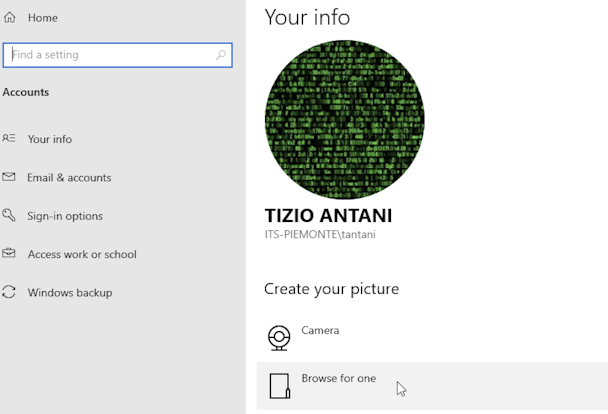 Home
Find a setting
Accounts
Your info
Email & accounts
Sign-in options
Access work or school
Windows backup
Your info
TIZIO ANTANI
ITS-PIEMONTE\tantani
Create your picture
Camera
Browse for one